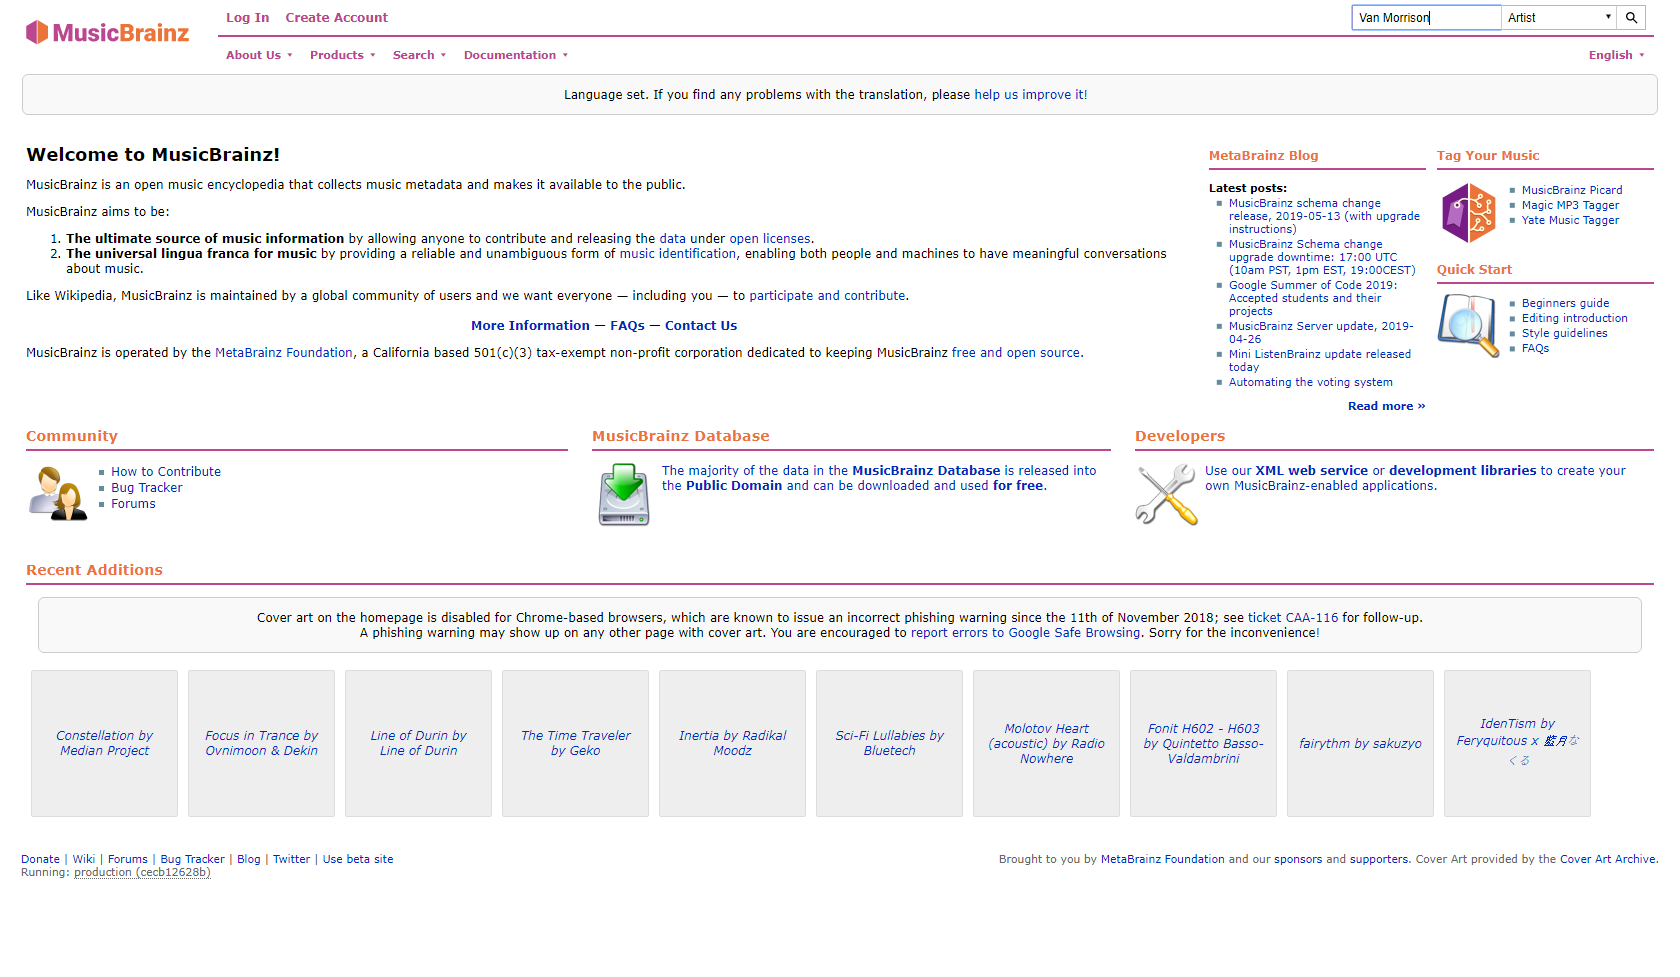 MusicBrainz
Log In Create Account
Van Morrison
Artist
About Us Products Search Documentation
English
Language set. If you find any problems with the translation, please help us improve it!
Welcome to MusicBrainz!
MusicBrainz is an open music encyclopedia that collects music metadata and makes it available to the public.
MusicBrainz aims to be:
1. The ultimate source of music information by allowing anyone to contribute and releasing the data under open licenses.
2. The universal lingua franca for music by providing a reliable and unambiguous form of music identification, enabling both people and machines to have meaningful conversations
about music.
Like Wikipedia, MusicBrainz is maintained by a global community of users and we want everyone — including you — to participate and contribute.
More Information — FAQs — Contact Us
MusicBrainz is operated by the MetaBrainz Foundation, a California based 501(c)(3) tax-exempt non-profit corporation dedicated to keeping MusicBrainz free and open source.
MetaBrainz Blog
Latest posts:
MusicBrainz schema change
release, 2019-05-13 (with upgrade
instructions)
MusicBrainz Schema change
upgrade downtime: 17:00 UTC
(10am PST, 1pm EST, 19:00CEST)
Google Summer of Code 2019:
Accepted students and their
projects
MusicBrainz Server update, 2019-
04-26
Mini ListenBrainz update released
today
Automating the voting system
Read more »
Tag Your Music
MusicBrainz Picard
Magic MP3 Tagger
Yate Music Tagger
Quick Start
Beginners guide
Editing introduction
Style guidelines
FAQs
Community
How to Contribute
Bug Tracker
Forums
MusicBrainz Database
The majority of the data in the MusicBrainz Database is released into
the Public Domain and can be downloaded and used for free.
Developers
Use our XML web service or development libraries to create your
own MusicBrainz-enabled applications.
Recent Additions
Cover art on the homepage is disabled for Chrome-based browsers, which are known to issue an incorrect phishing warning since the 11th of November 2018; see ticket CAA-116 for follow-up.
A phishing warning may show up on any other page with cover art. You are encouraged to report errors to Google Safe Browsing. Sorry for the inconvenience!
Constellation by
Median Project
Focus in Trance by
Ovnimoon & Dekin
Line of Durin by
Line of Durin
The Time Traveler
by Geko
Inertia by Radikal
Moodz
Sci-Fi Lullabies by
Bluetech
Molotov Heart
(acoustic) by Radio
Nowhere
Fonit H602 - H603
by Quintetto Basso-
Valdambrini
fairythm by sakuzyo
IdenTism by
Feryquitous x 藍月な
くる
Donate | Wiki | Forums | Bug Tracker | Blog | Twitter | Use beta site
Running: production (cecb12628b)
Brought to you by MetaBrainz Foundation and our sponsors and supporters. Cover Art provided by the Cover Art Archive.